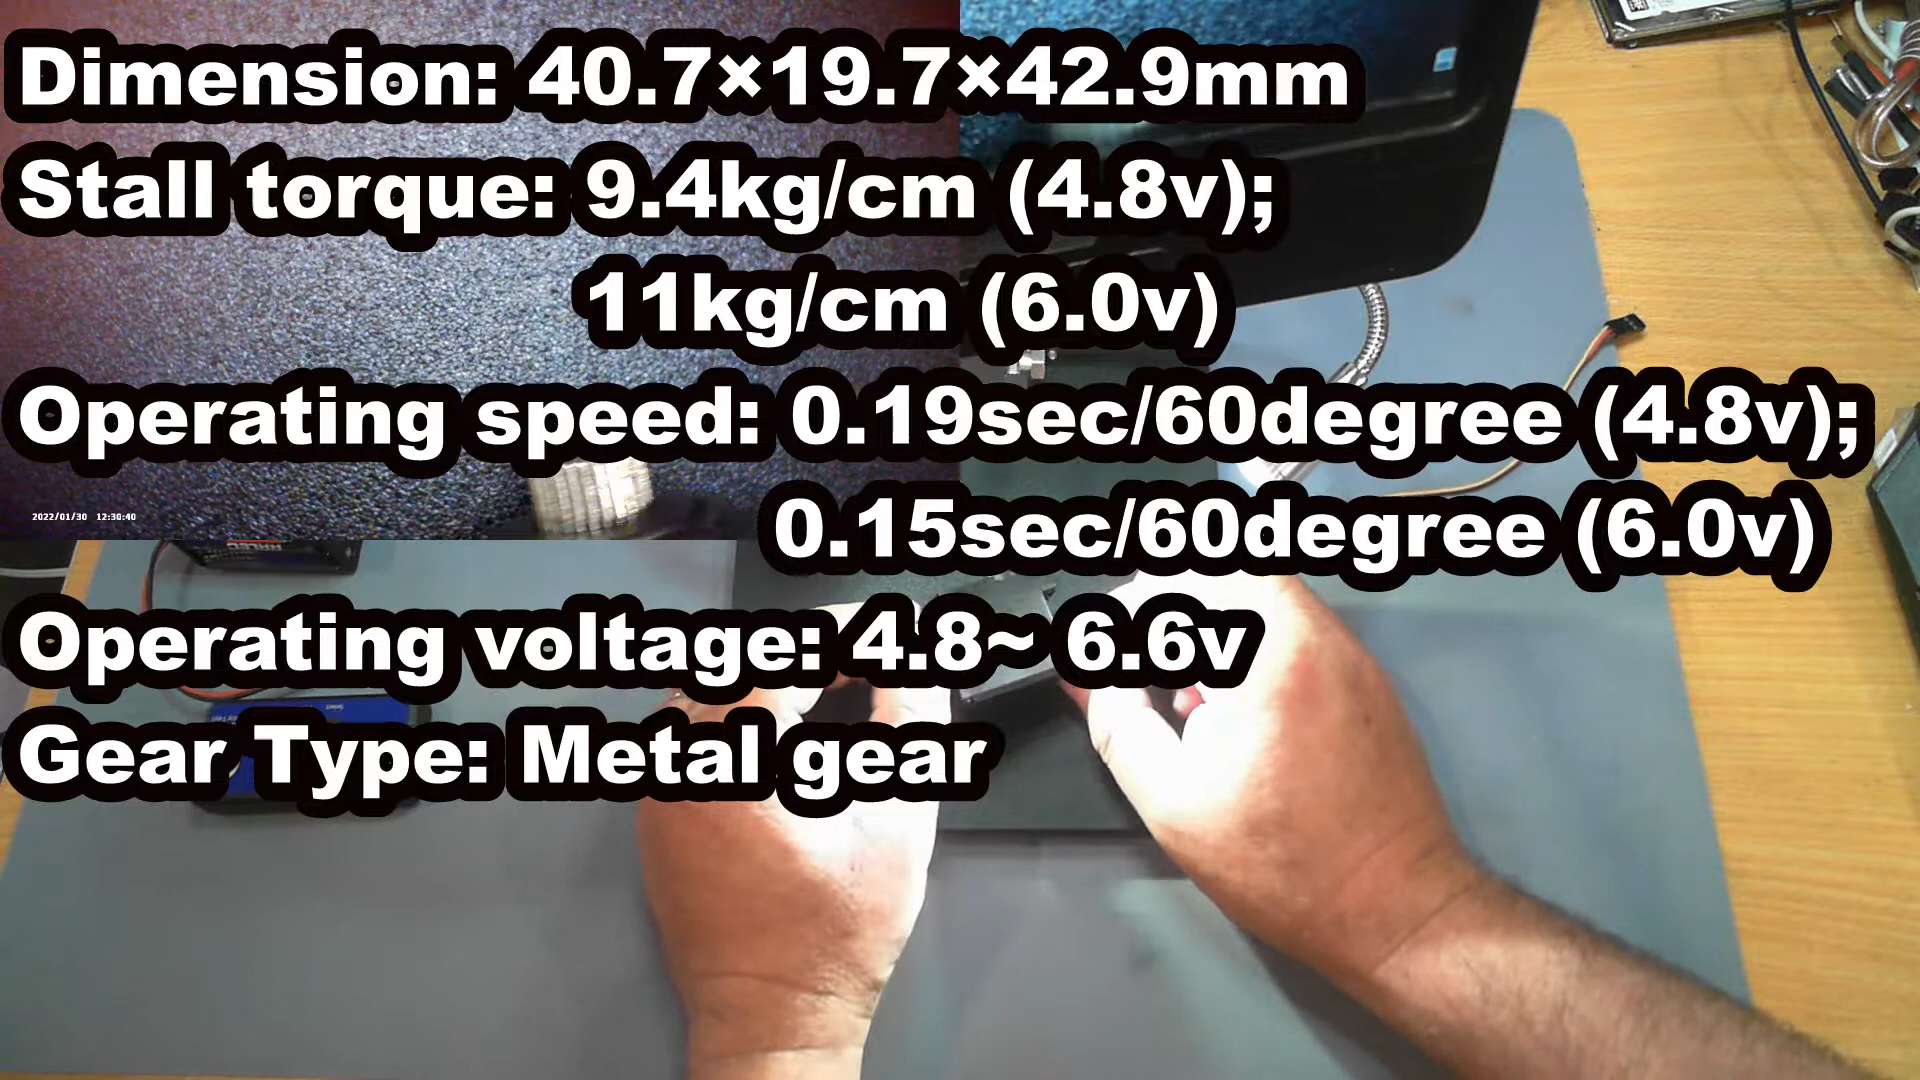 Dimension: 40.7×19.7×42.9mm
Stall torque: 9.4kg/cm (4.8v);
11kg/cm (6.0v)
Operating speed: 0.19sec/60degree (4.8v);
0.15sec/60degree (6.0v)
2022/01/30 12:30:40
Operating voltage: 4.8~ 6.6v
Gear Type: Metal gear